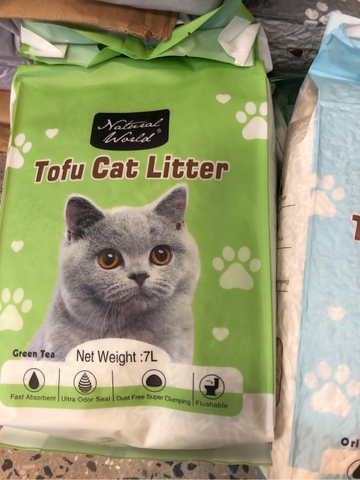 Natural
World®
Tofu Cat Litter
Green Tea
Net Weight :7L
Fast Absorbent
Ultra Odor Seal
Dust Free Super Clumping
Flushable
T
Ori